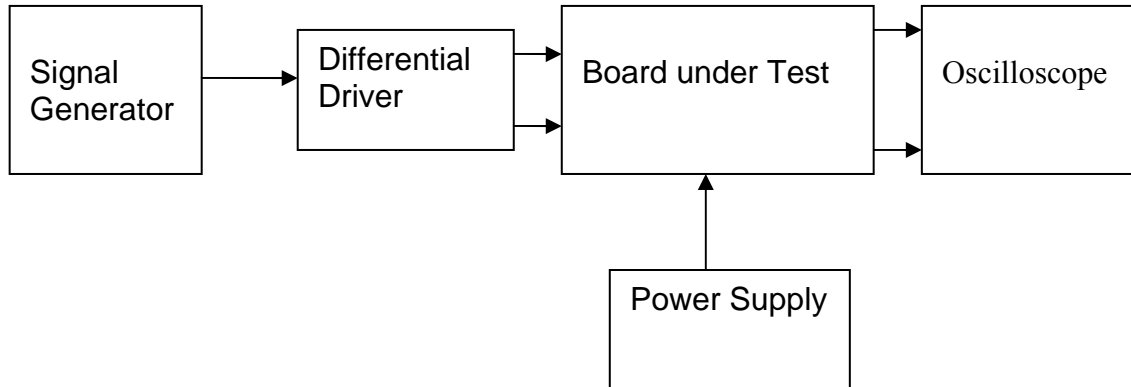 Signal
Generator
Differential
Driver
Board under Test
Oscilloscope
Power Supply